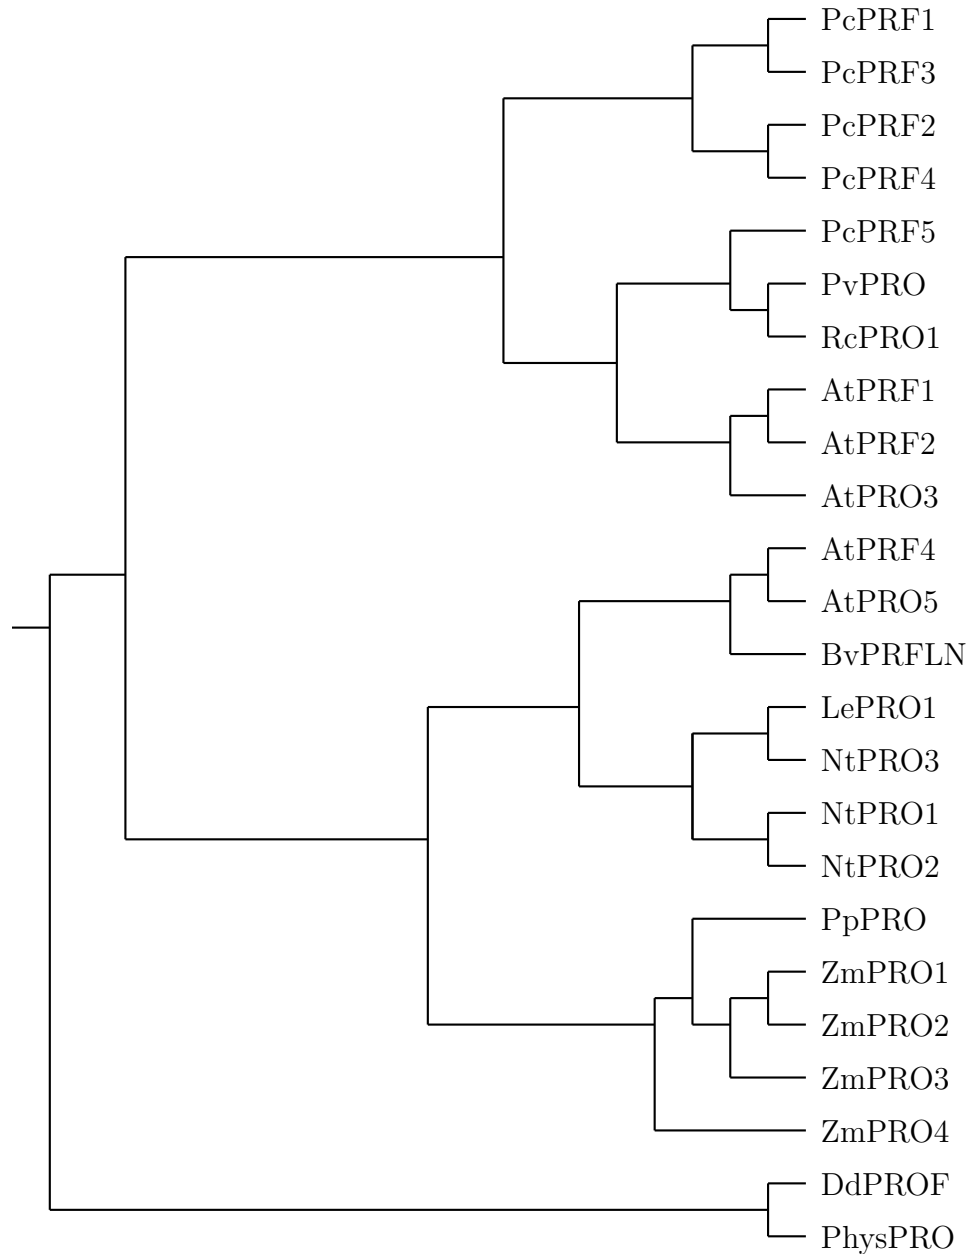 PcPRF1
PcPRF3
PcPRF2
PcPRF4
PcPRF5
PvPRO
RcPRO1
AtPRF1
AtPRF2
AtPRO3
AtPRF4
AtPRO5
BvPRFLN
LePRO1
NtPRO3
NtPRO1
NtPRO2
PpPRO
ZmPRO1
ZmPRO2
ZmPRO3
ZmPRO4
DdPROF
PhysPRO